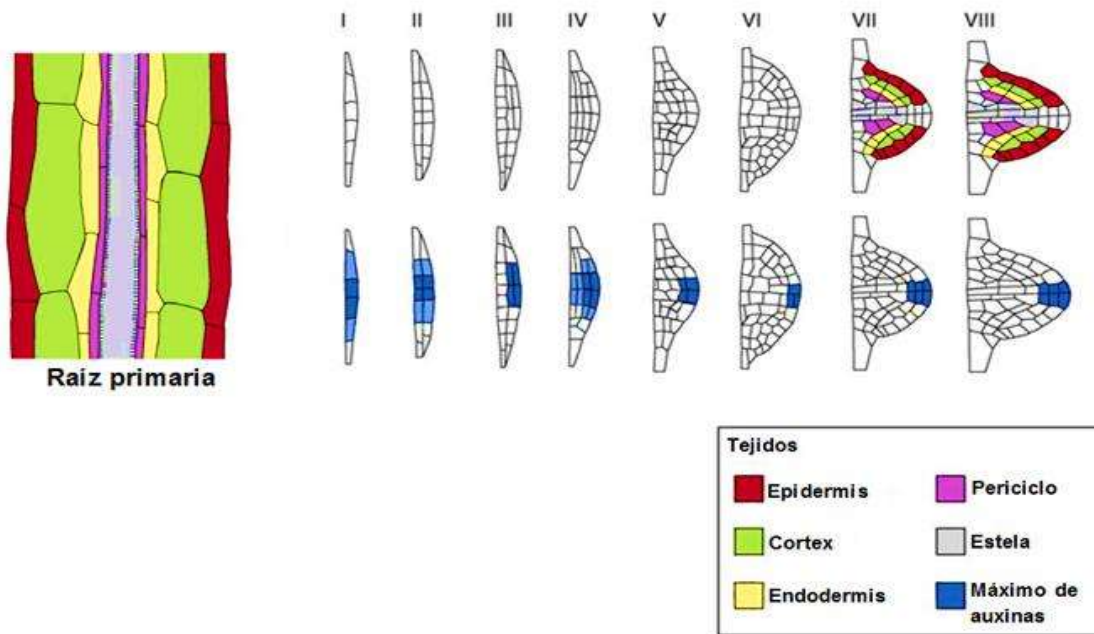 I II III IV V VI VII VIII
Raíz primaria
Tejidos
Epidermis Periciclo
Cortex Estela
Endodermis Máximo de
auxinas